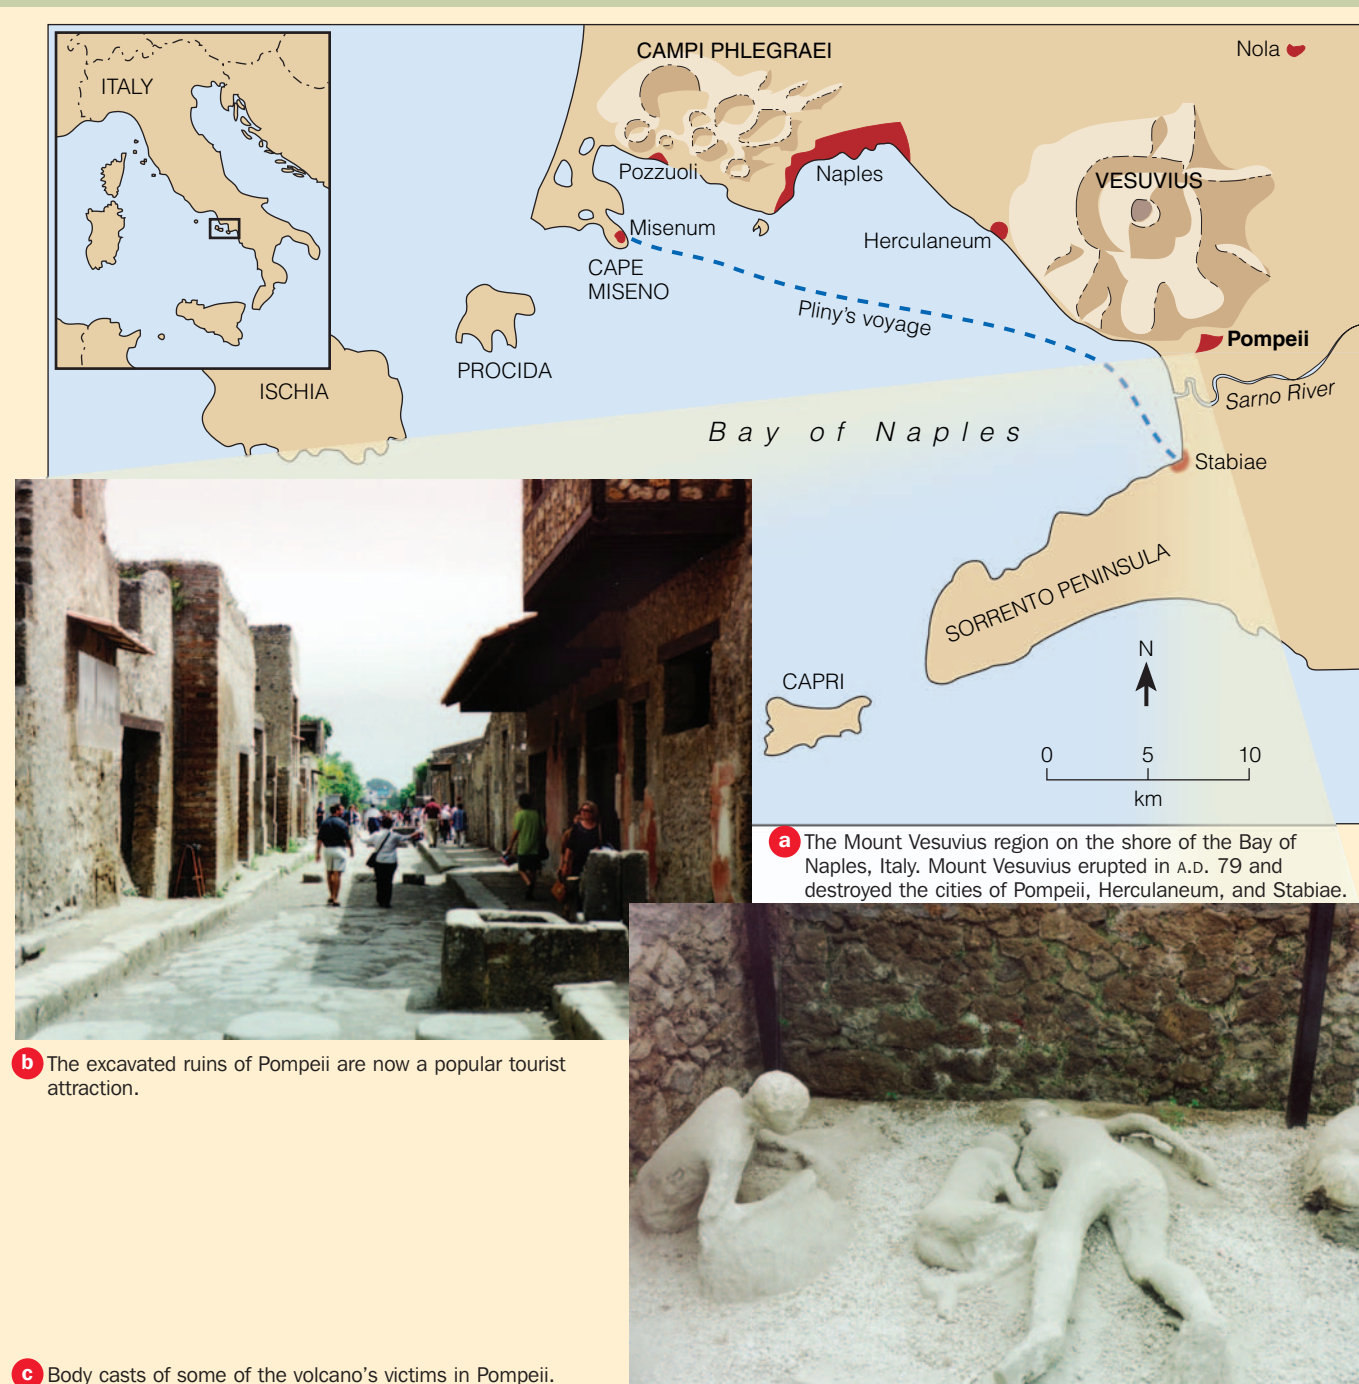 ITALY
CAMPI PHLEGRAEI
Nola
Pozzuoli
Naples
VESUVIUS
Misenum
Herculaneum
CAPE
MISENO
Pliny's voyage
Pompeii
PROCIDA
ISCHIA
Sarno River
Bay of Naples
Stabiae
SORRENTO PENINSULA
N
CAPRI
0 5 10
km
a The Mount Vesuvius region on the shore of the Bay of
Naples, Italy. Mount Vesuvius erupted in A.D. 79 and
destroyed the cities of Pompeii, Herculaneum, and Stabiae.
b The excavated ruins of Pompeii are now a popular tourist
attraction.
c Body casts of some of the volcano's victims in Pompeii.